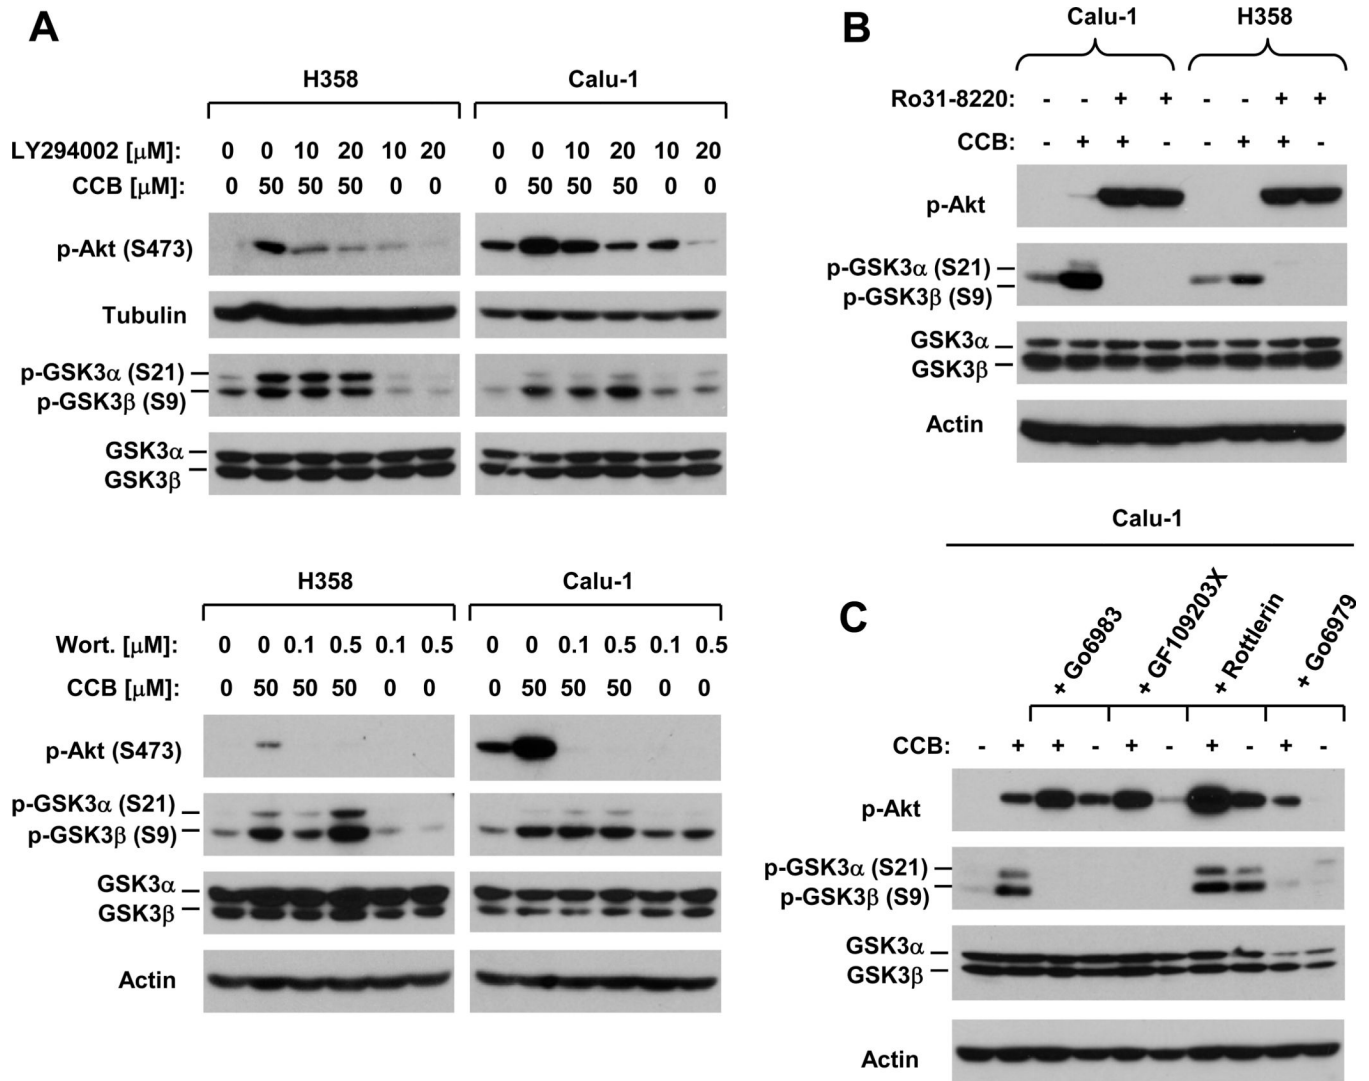 A
H358 Calu-1
LY294002 [μM]: 0 0 10 20 10 20 0 0 10 20 10 20
CCB [μM]: 0 50 50 50 0 0 0 50 50 50 0 0
p-Akt (S473)
Tubulin
p-GSK3α (S21)
p-GSK3β (S9)
GSK3α
GSK3β
H358 Calu-1
Wort. [μM]: 0 0 0.1 0.5 0.1 0.5 0 0 0.1 0.5 0.1 0.5
CCB [μM]: 0 50 50 50 0 0 0 50 50 50 0 0
p-Akt (S473)
p-GSK3α (S21)
p-GSK3β (S9)
GSK3α
GSK3β
Actin
B
Calu-1 H358
Ro31-8220: - - + + - - + +
CCB: - + + - - + + -
p-Akt
p-GSK3α (S21)
p-GSK3β (S9)
GSK3α
GSK3β
Actin
Calu-1
C
+ Go6983
+ GF109203X
+ Rottlerin
+ Go6979
CCB: - + + - + - + - + -
p-Akt
p-GSK3α (S21)
p-GSK3β (S9)
GSK3α
GSK3β
Actin